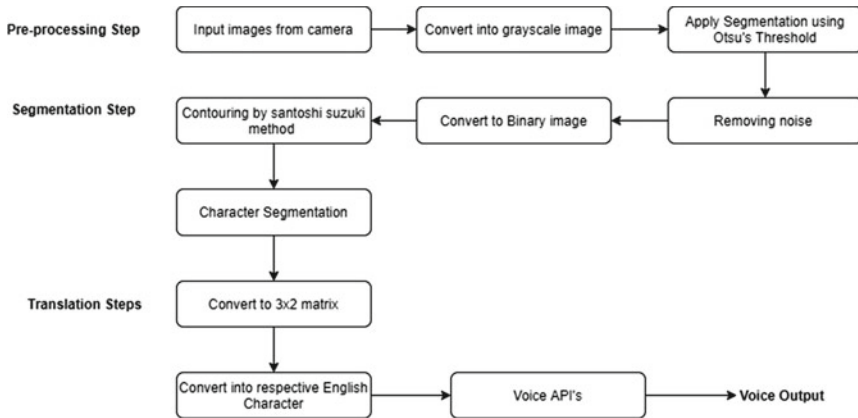 Pre-processing Step
Input images from camera
Convert into grayscale image
Apply Segmentation using
Otsu's Threshold
Segmentation Step
Contouring by santoshi suzuki
method
Convert to Binary image
Removing noise
Character Segmentation
Translation Steps
Convert to 3x2 matrix
Convert into respective English
Character
Voice API's
Voice Output